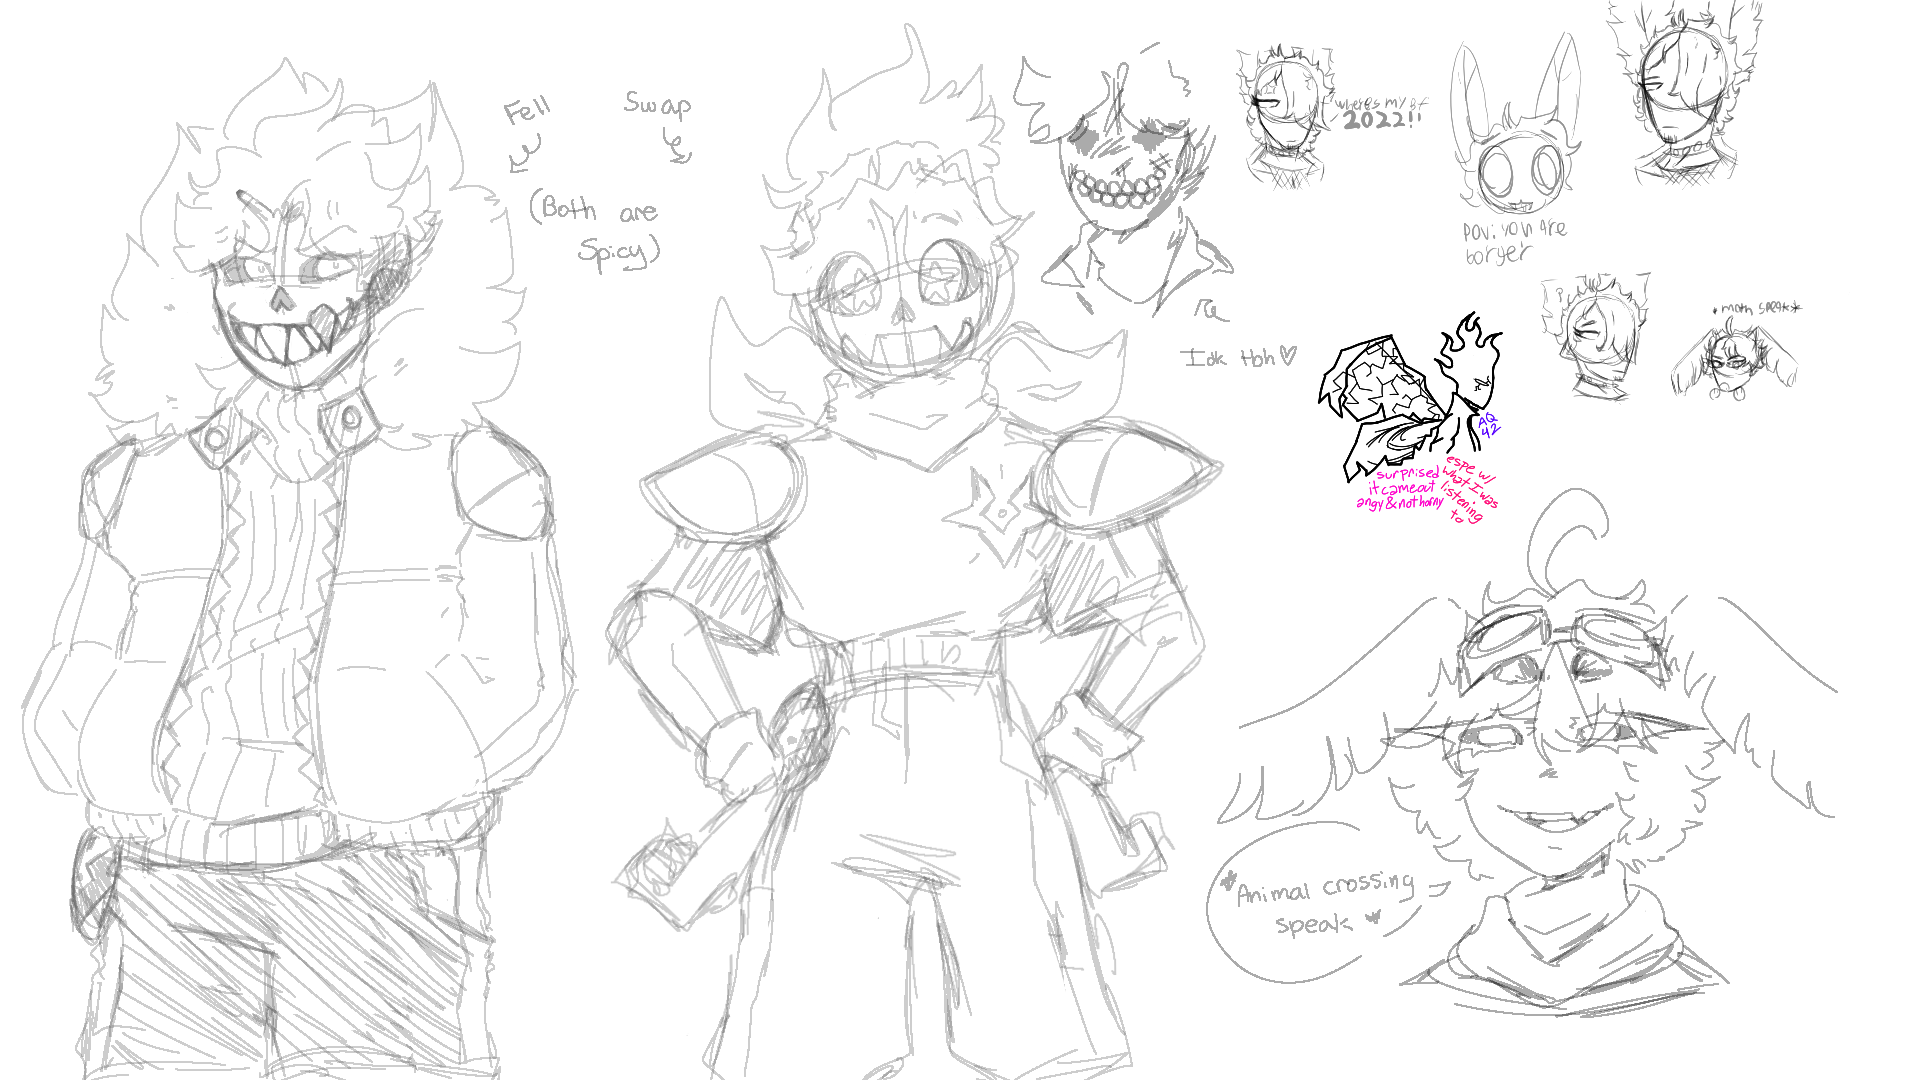 Fell
Swap
(Both are
Spicy)
where's my bf
2022!!
pov: you are
borger
Idk tbh♡
*moth speak*
AQ
42
surprised
it came out
angy & not horny
espe w/
what I was
listening
to
*Animal crossing
speak*